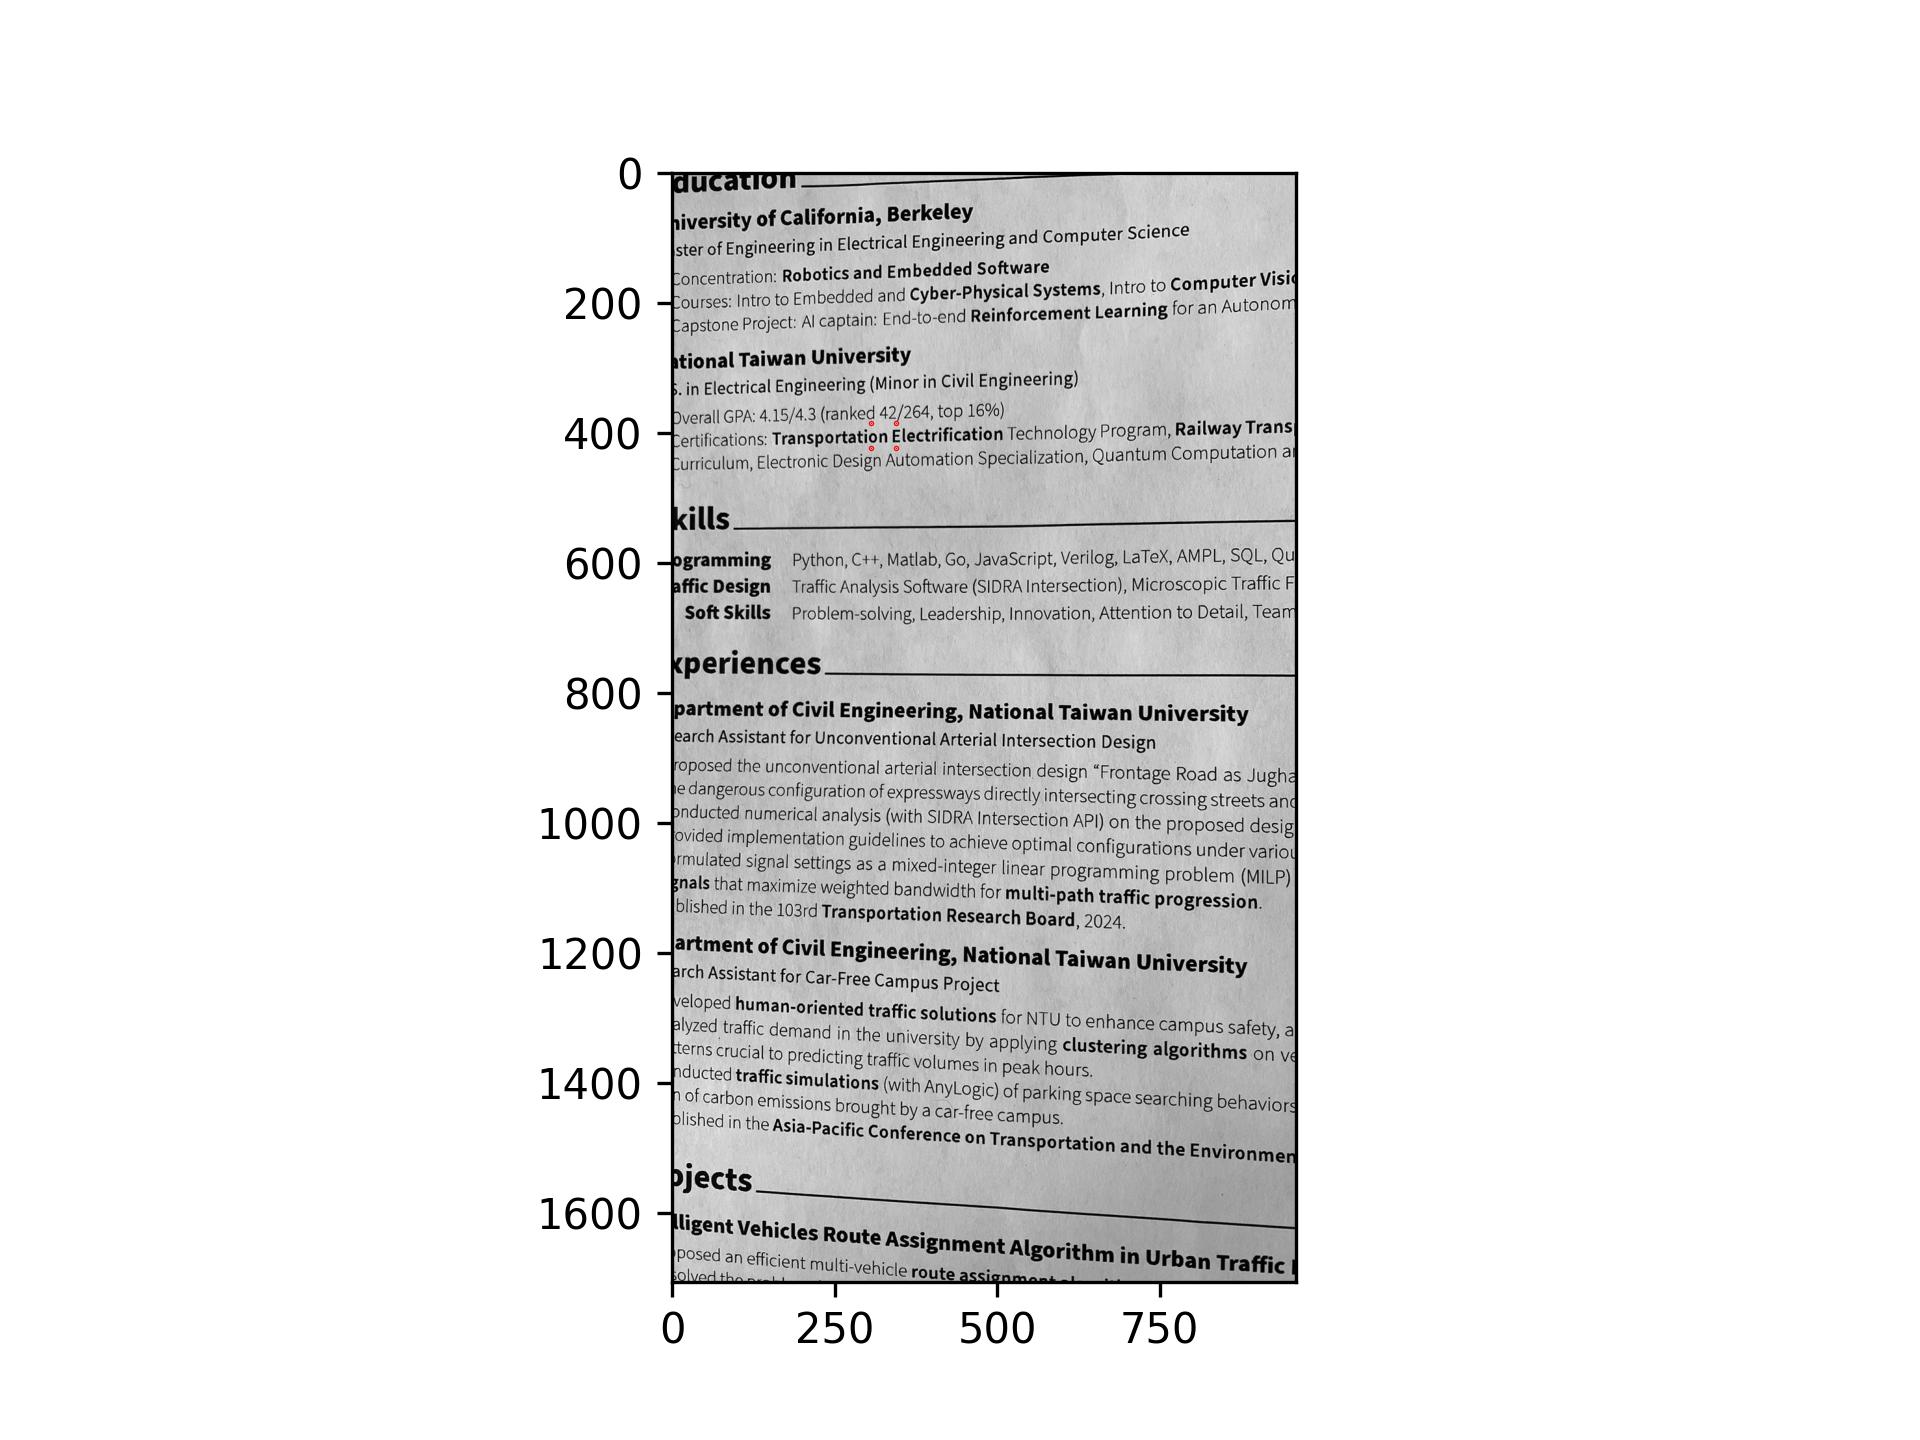 ducation
niversity of California, Berkeley
ster of Engineering in Electrical Engineering and Computer Science
Concentration: Robotics and Embedded Software
Courses: Intro to Embedded and Cyber-Physical Systems, Intro to Computer Visi
Capstone Project: AI captain: End-to-end Reinforcement Learning for an Autonom
ational Taiwan University
S. in Electrical Engineering (Minor in Civil Engineering)
Overall GPA: 4.15/4.3 (ranked 42/264, top 16%)
Certifications: Transportation Electrification Technology Program, Railway Trans
Curriculum, Electronic Design Automation Specialization, Quantum Computation a
kills
ogramming Python, C++, Matlab, Go, JavaScript, Verilog, LaTeX, AMPL, SQL, Qu
affic Design Traffic Analysis Software (SIDRA Intersection), Microscopic Traffic F
Soft Skills Problem-solving, Leadership, Innovation, Attention to Detail, Team
xperiences
partment of Civil Engineering, National Taiwan University
earch Assistant for Unconventional Arterial Intersection Design
roposed the unconventional arterial intersection design “Frontage Road as Jugha
he dangerous configuration of expressways directly intersecting crossing streets and
onducted numerical analysis (with SIDRA Intersection API) on the proposed desig
rovided implementation guidelines to achieve optimal configurations under variou
ormulated signal settings as a mixed-integer linear programming problem (MILP)
gnals that maximize weighted bandwidth for multi-path traffic progression.
blished in the 103rd Transportation Research Board, 2024.
artment of Civil Engineering, National Taiwan University
arch Assistant for Car-Free Campus Project
veloped human-oriented traffic solutions for NTU to enhance campus safety, a
alyzed traffic demand in the university by applying clustering algorithms on ve
tterns crucial to predicting traffic volumes in peak hours.
nducted traffic simulations (with AnyLogic) of parking space searching behaviors
n of carbon emissions brought by a car-free campus.
blished in the Asia-Pacific Conference on Transportation and the Environmen
ojects
lligent Vehicles Route Assignment Algorithm in Urban Traffic
posed an efficient multi-vehicle route assignment
solved the
0
200
400
600
800
1000
1200
1400
1600
0 250 500 750